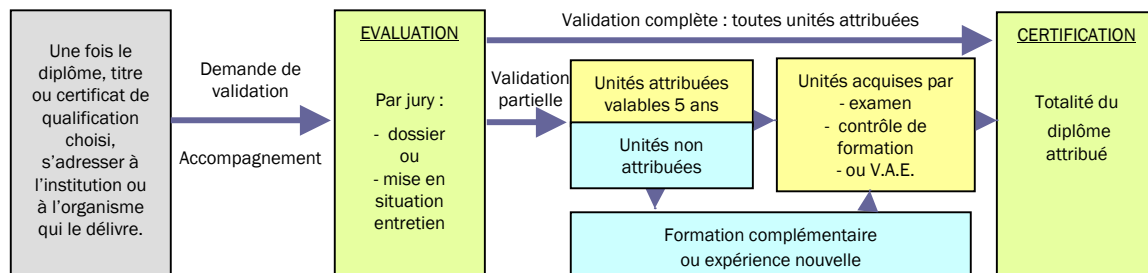 Une fois le
diplôme, titre
ou certificat de
qualification
choisi,
s'adresser à
l'institution ou
à l'organisme
qui le délivre.
Demande de
validation
Accompagnement
EVALUATION
Par jury :
- dossier
ou
- mise en
situation
entretien
Validation complète : toutes unités attribuées
Validation
partielle
Unités attribuées
valables 5 ans
Unités non
attribuées
Unités acquises par
- examen
- contrôle de
formation
- ou V.A.E.
Formation complémentaire
ou expérience nouvelle
CERTIFICATION
Totalité du
diplôme
attribué